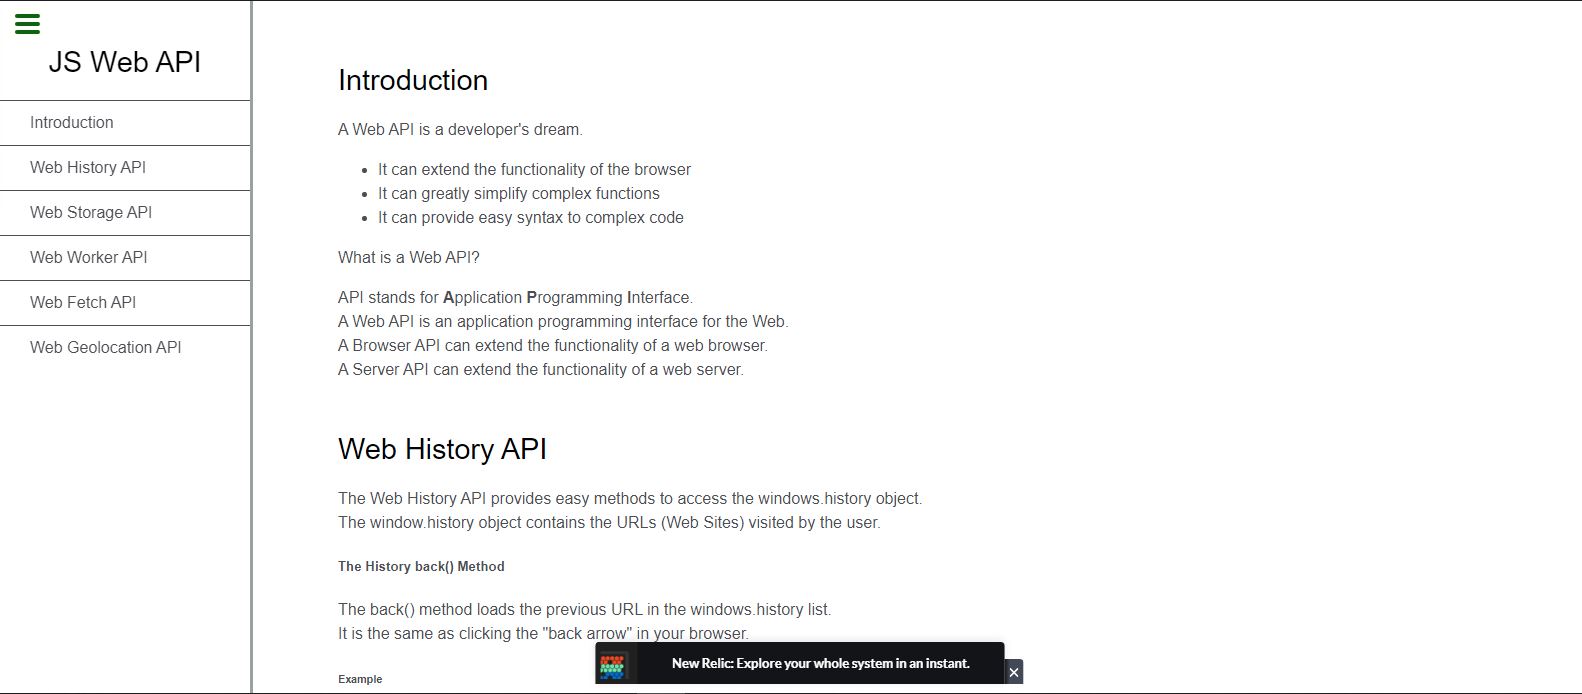 JS Web API
Introduction
Web History API
Web Storage API
Web Worker API
Web Fetch API
Web Geolocation API
Introduction
A Web API is a developer's dream.
It can extend the functionality of the browser
It can greatly simplify complex functions
It can provide easy syntax to complex code
What is a Web API?
API stands for Application Programming Interface.
A Web API is an application programming interface for the Web.
A Browser API can extend the functionality of a web browser.
A Server API can extend the functionality of a web server.
Web History API
The Web History API provides easy methods to access the windows.history object.
The window.history object contains the URLs (Web Sites) visited by the user.
The History back() Method
The back() method loads the previous URL in the windows.history list.
It is the same as clicking the "back arrow" in your browser.
New Relic: Explore your whole system in an instant.
Example